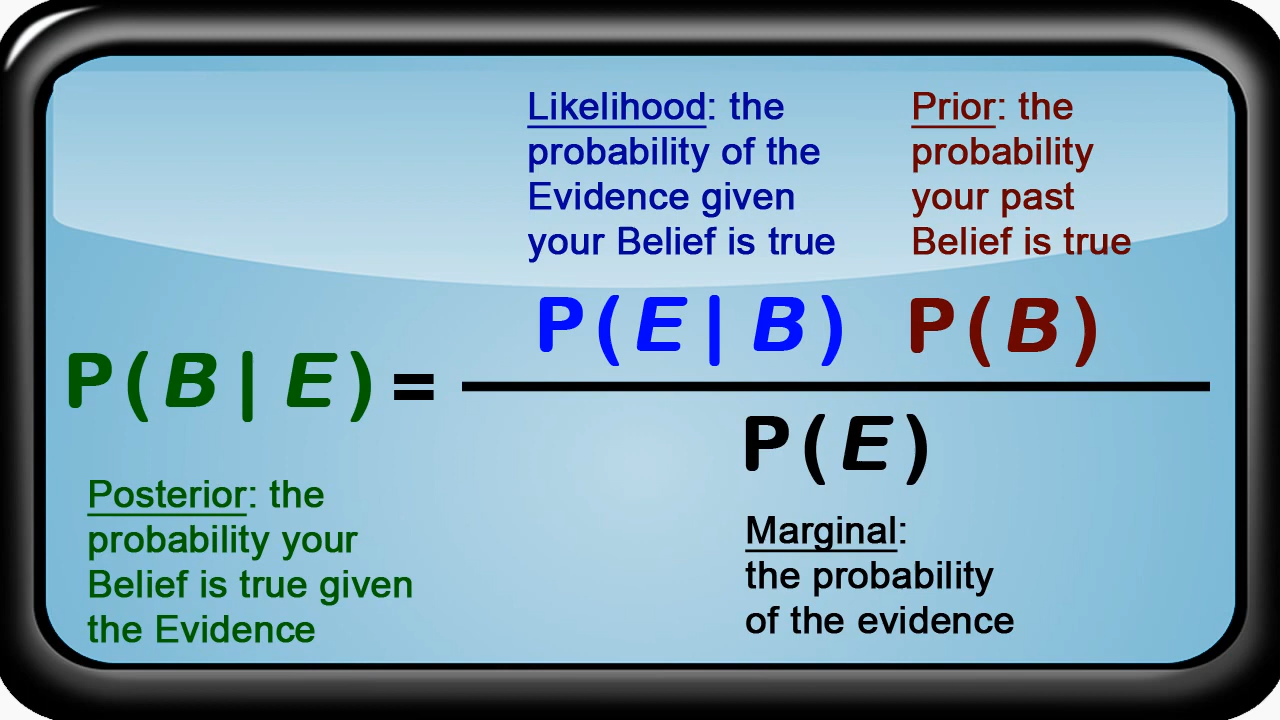 Likelihood: the
probability of the
Evidence given
your Belief is true
Prior: the
probability
your past
Belief is true
P(B|E)=
P(E|B) P(B)
P(E)
Posterior: the
probability your
Belief is true given
the Evidence
Marginal:
the probability
of the evidence